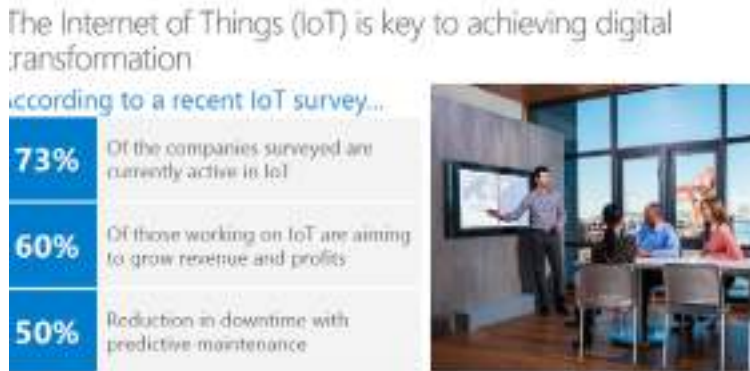 The Internet of Things (IoT) is key to achieving digital
transformation
According to a recent IoT survey...
73%
Of the companies surveyed are
currently active in IoT
60%
Of those working on IoT are aiming
to grow revenue and profits
50%
Reduction in downtime with
predictive maintenance